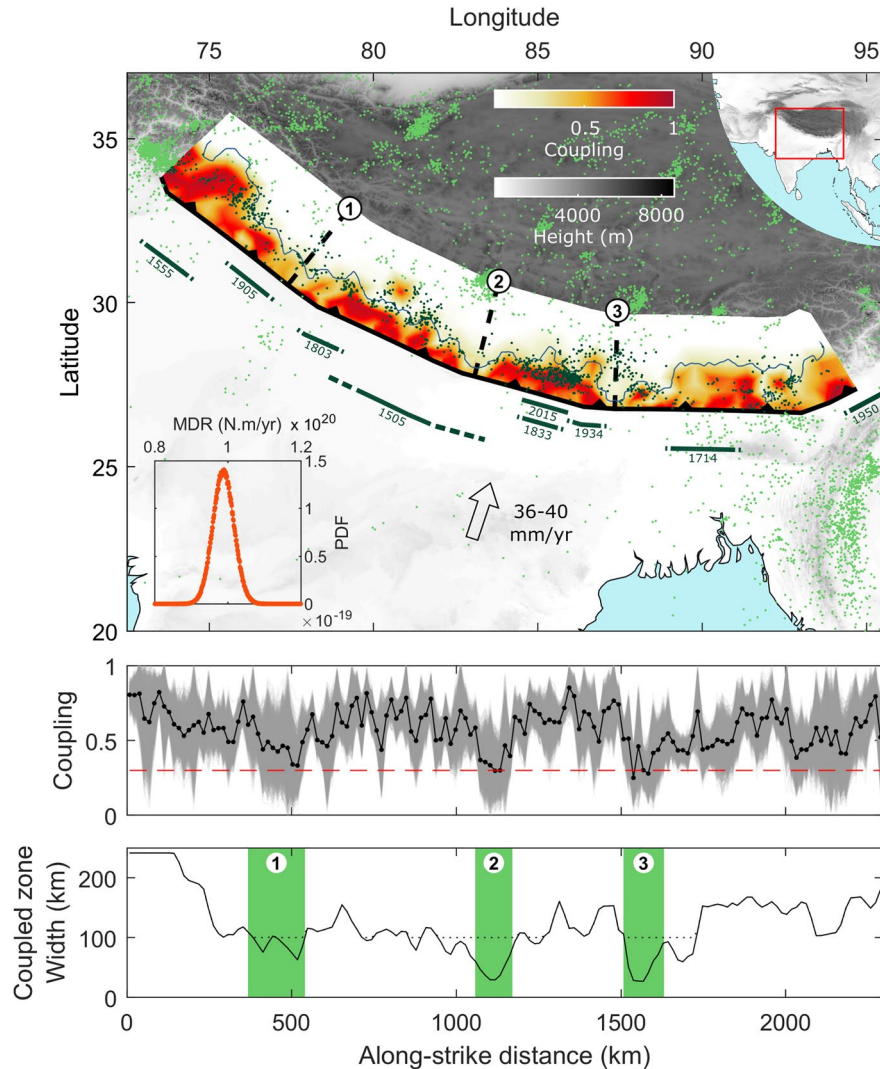 Longitude
75 80 85 90 95
35
30
25
20
Latitude
0.5 1
Coupling
4000 8000
Height (m)
1
2
3
1555
1905
1803
1505
2015
1833
1934
1714
1950
MDR (N.m/yr) x 10²⁰
0.8 1 1.2
1.5
1
0.5
0
PDF
×10⁻¹⁹
36-40
mm/yr
1
0.5
0
Coupling
1 2 3
200
100
0
Coupled zone
Width (km)
0 500 1000 1500 2000
Along-strike distance (km)